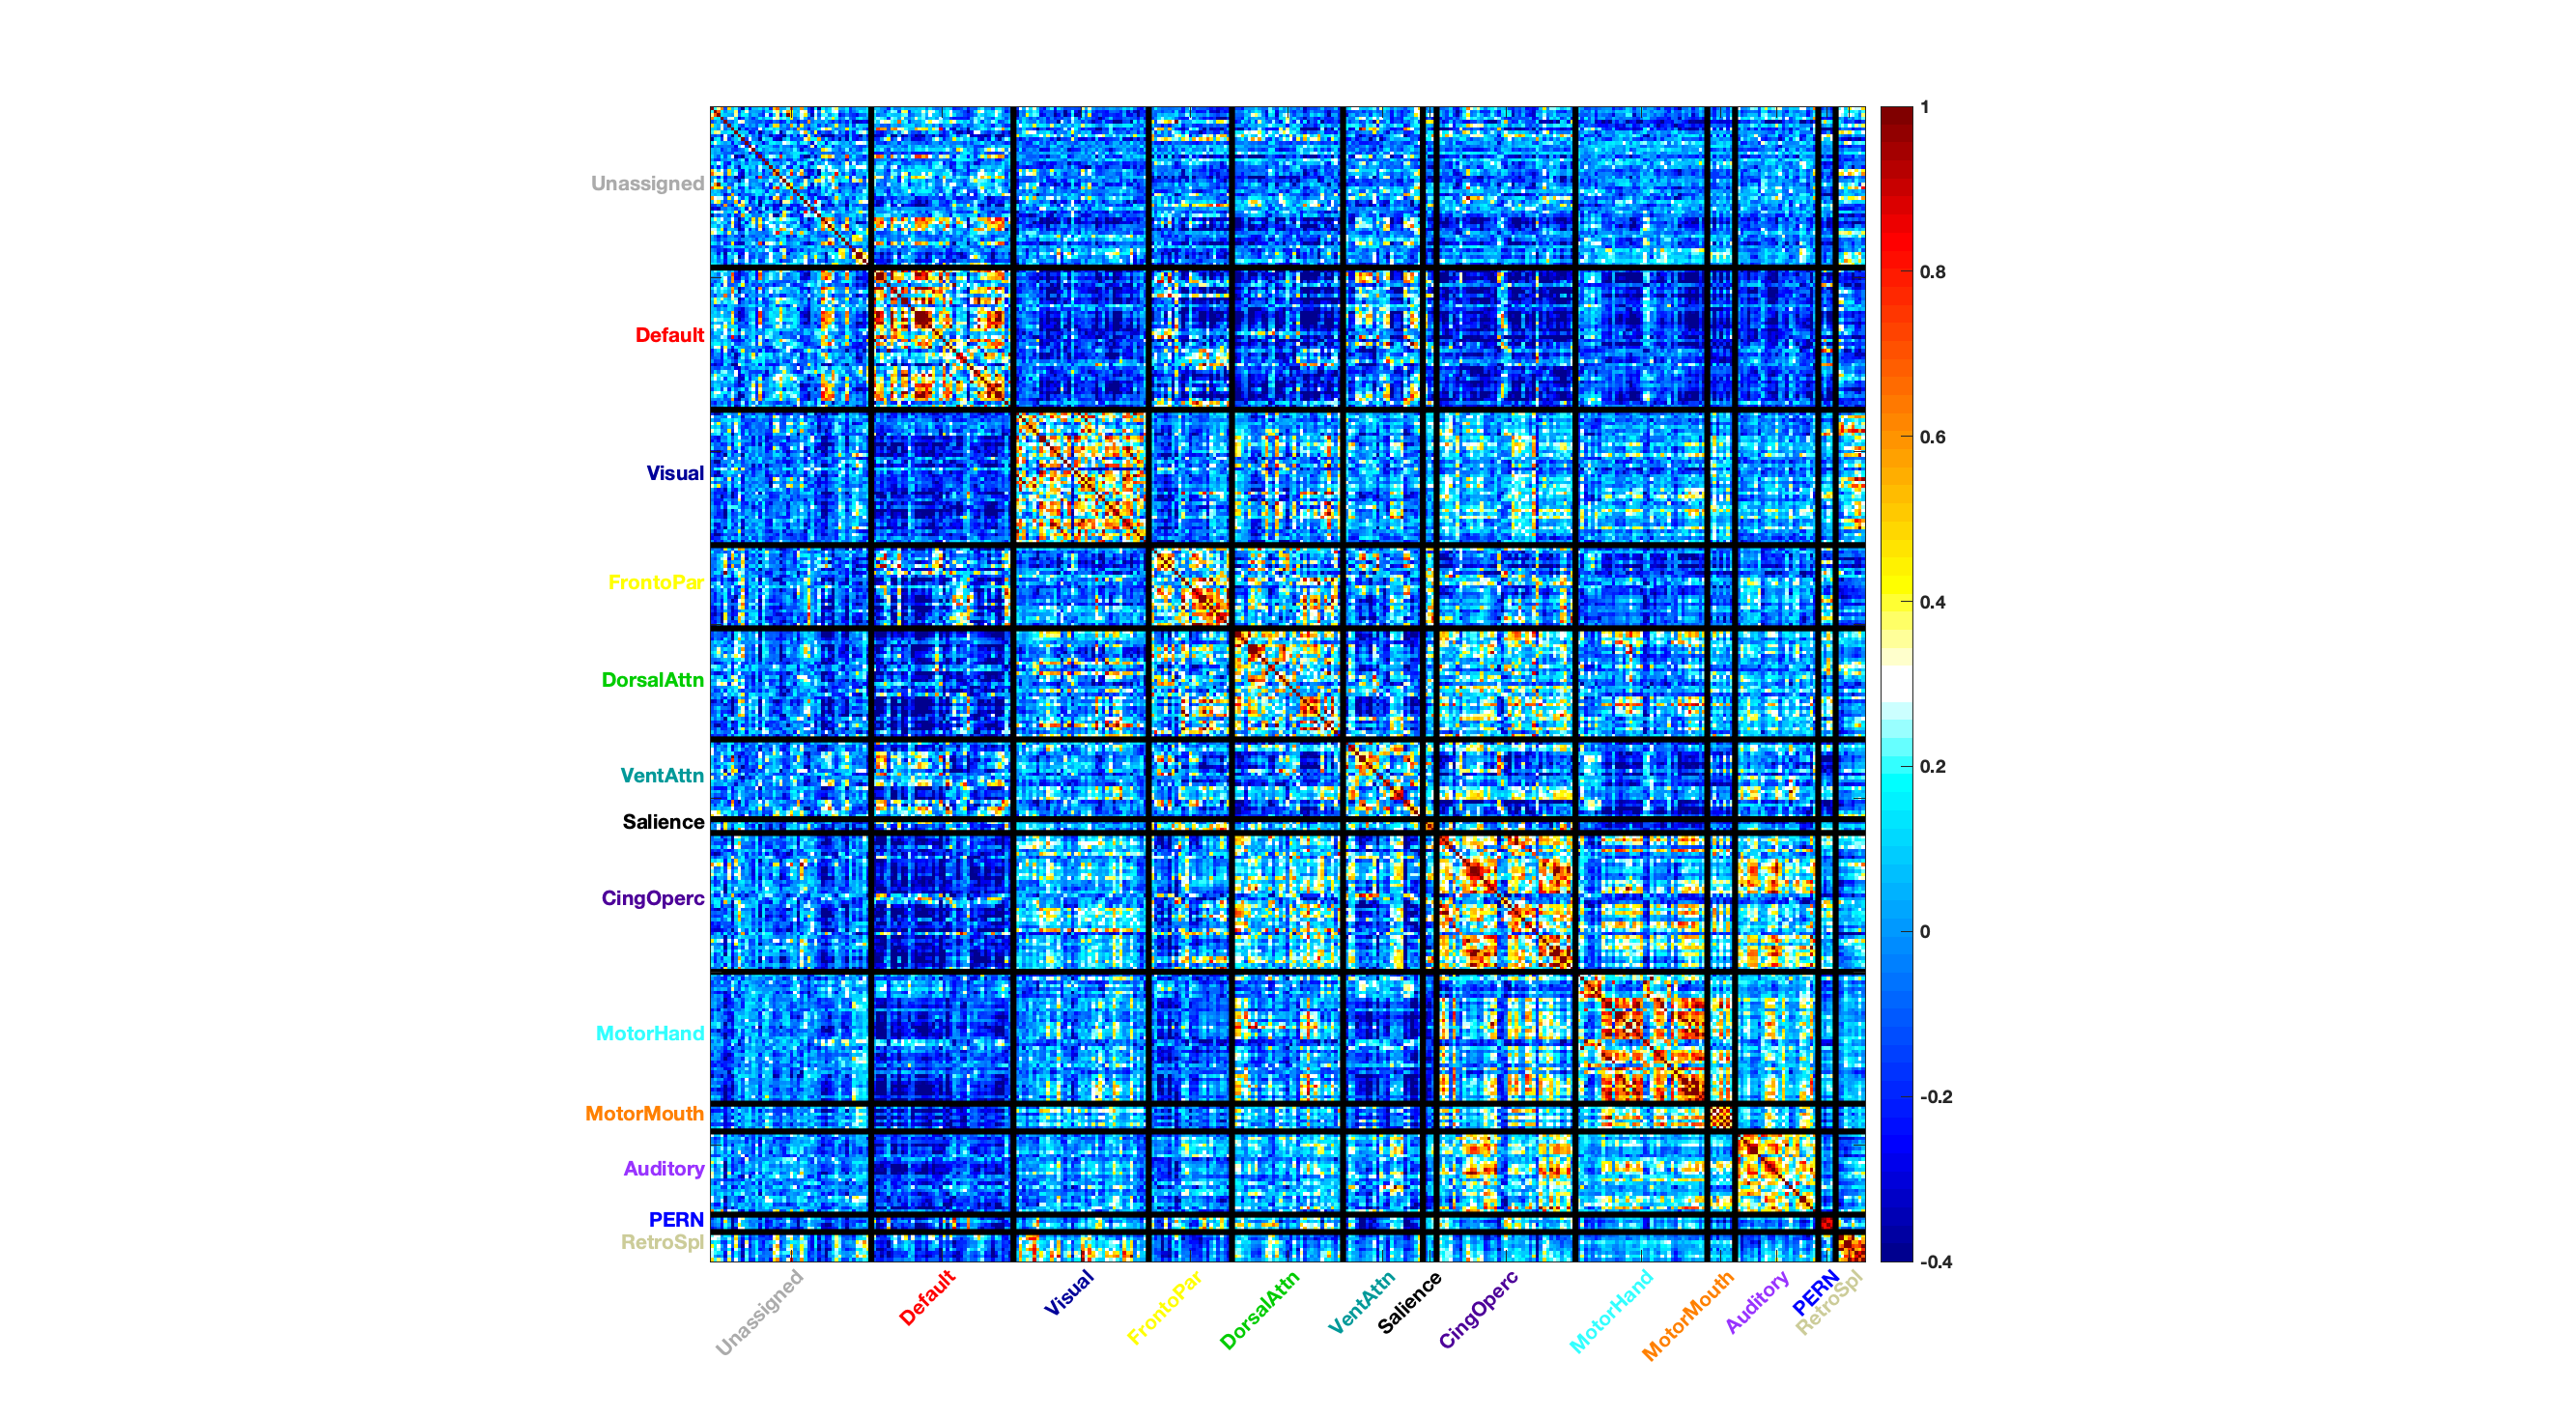 Unassigned
Default
Visual
FrontoPar
DorsalAttn
VentAttn
Salience
CingOperc
MotorHand
MotorMouth
Auditory
PERN
RetroSpl
Unassigned
Default
Visual
FrontoPar
DorsalAttn
VentAttn
Salience
CingOperc
MotorHand
MotorMouth
Auditory
PERN
RetroSpl
1
0.8
0.6
0.4
0.2
0
-0.2
-0.4